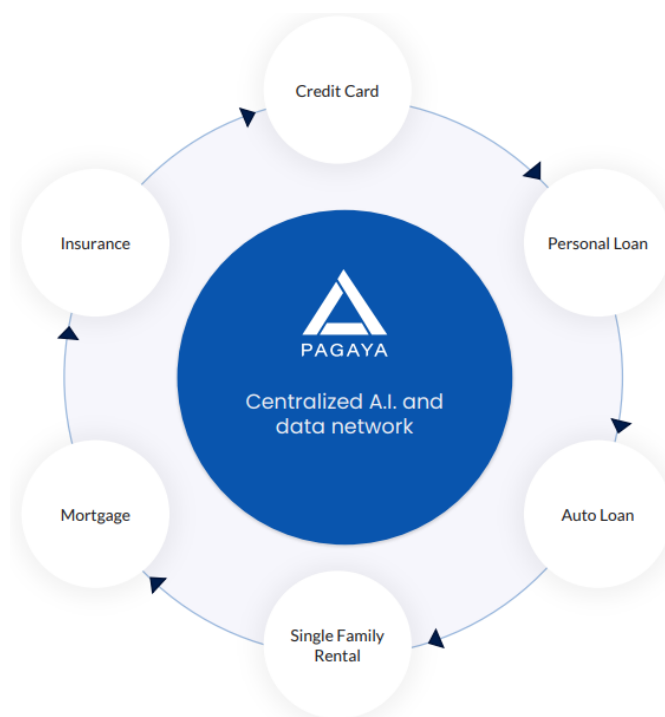 Credit Card
Insurance
Personal Loan
PAGAYA
Centralized A.I. and
data network
Mortgage
Auto Loan
Single Family
Rental